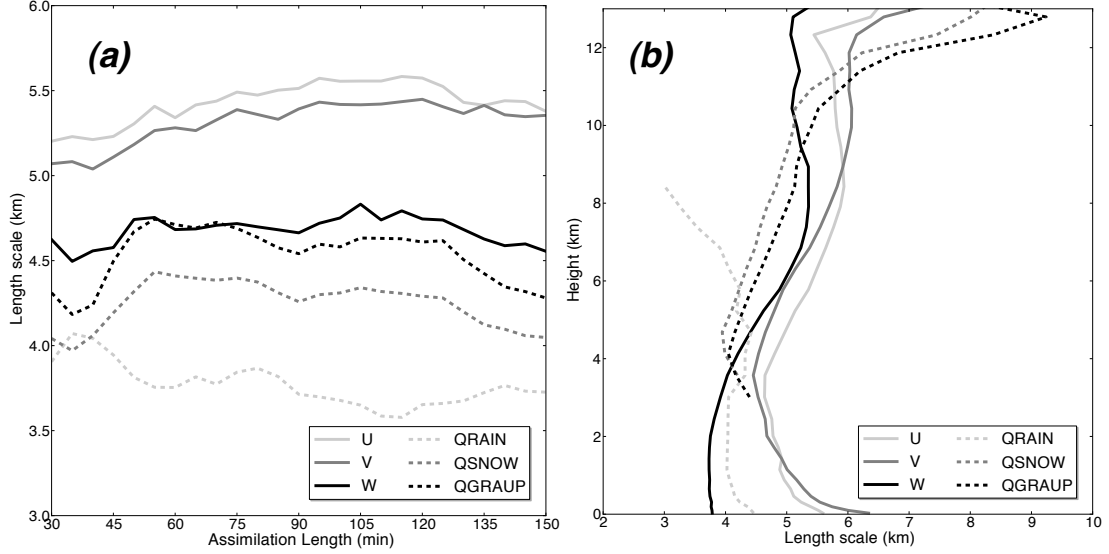 (a)
6.0
5.5
5.0
4.5
4.0
3.5
3.0
Length scale (km)
30 45 60 75 90 105 120 135 150
Assimilation Length (min)
U QRAIN
V QSNOW
W QGRAUP
(b)
12
10
8
6
4
2
0
Height (km)
2 3 4 5 6 7 8 9 10
Length scale (km)
U QRAIN
V QSNOW
W QGRAUP